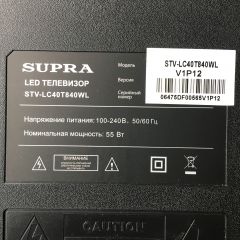 SUPRA
LED ТЕЛЕВИЗОР
STV-LC40T840WL
Модель
Версия
Серийный номер
STV-LC40T840WL
V1P12
06475DF00565V1P12
Напряжение питания: 100-240В, 50/60Гц
Номинальная мощность: 55 Вт
CAUTION